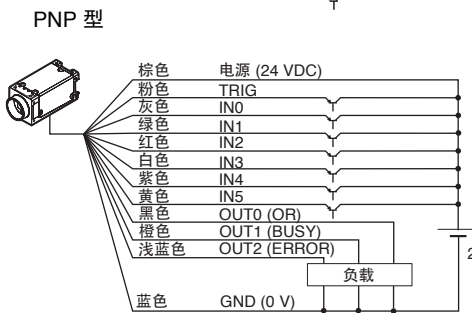 PNP 型
棕色 电源 (24 VDC)
粉色 TRIG
灰色 IN0
绿色 IN1
红色 IN2
白色 IN3
紫色 IN4
黄色 IN5
黑色 OUT0 (OR)
橙色 OUT1 (BUSY)
浅蓝色 OUT2 (ERROR)
负载
蓝色 GND (0 V)